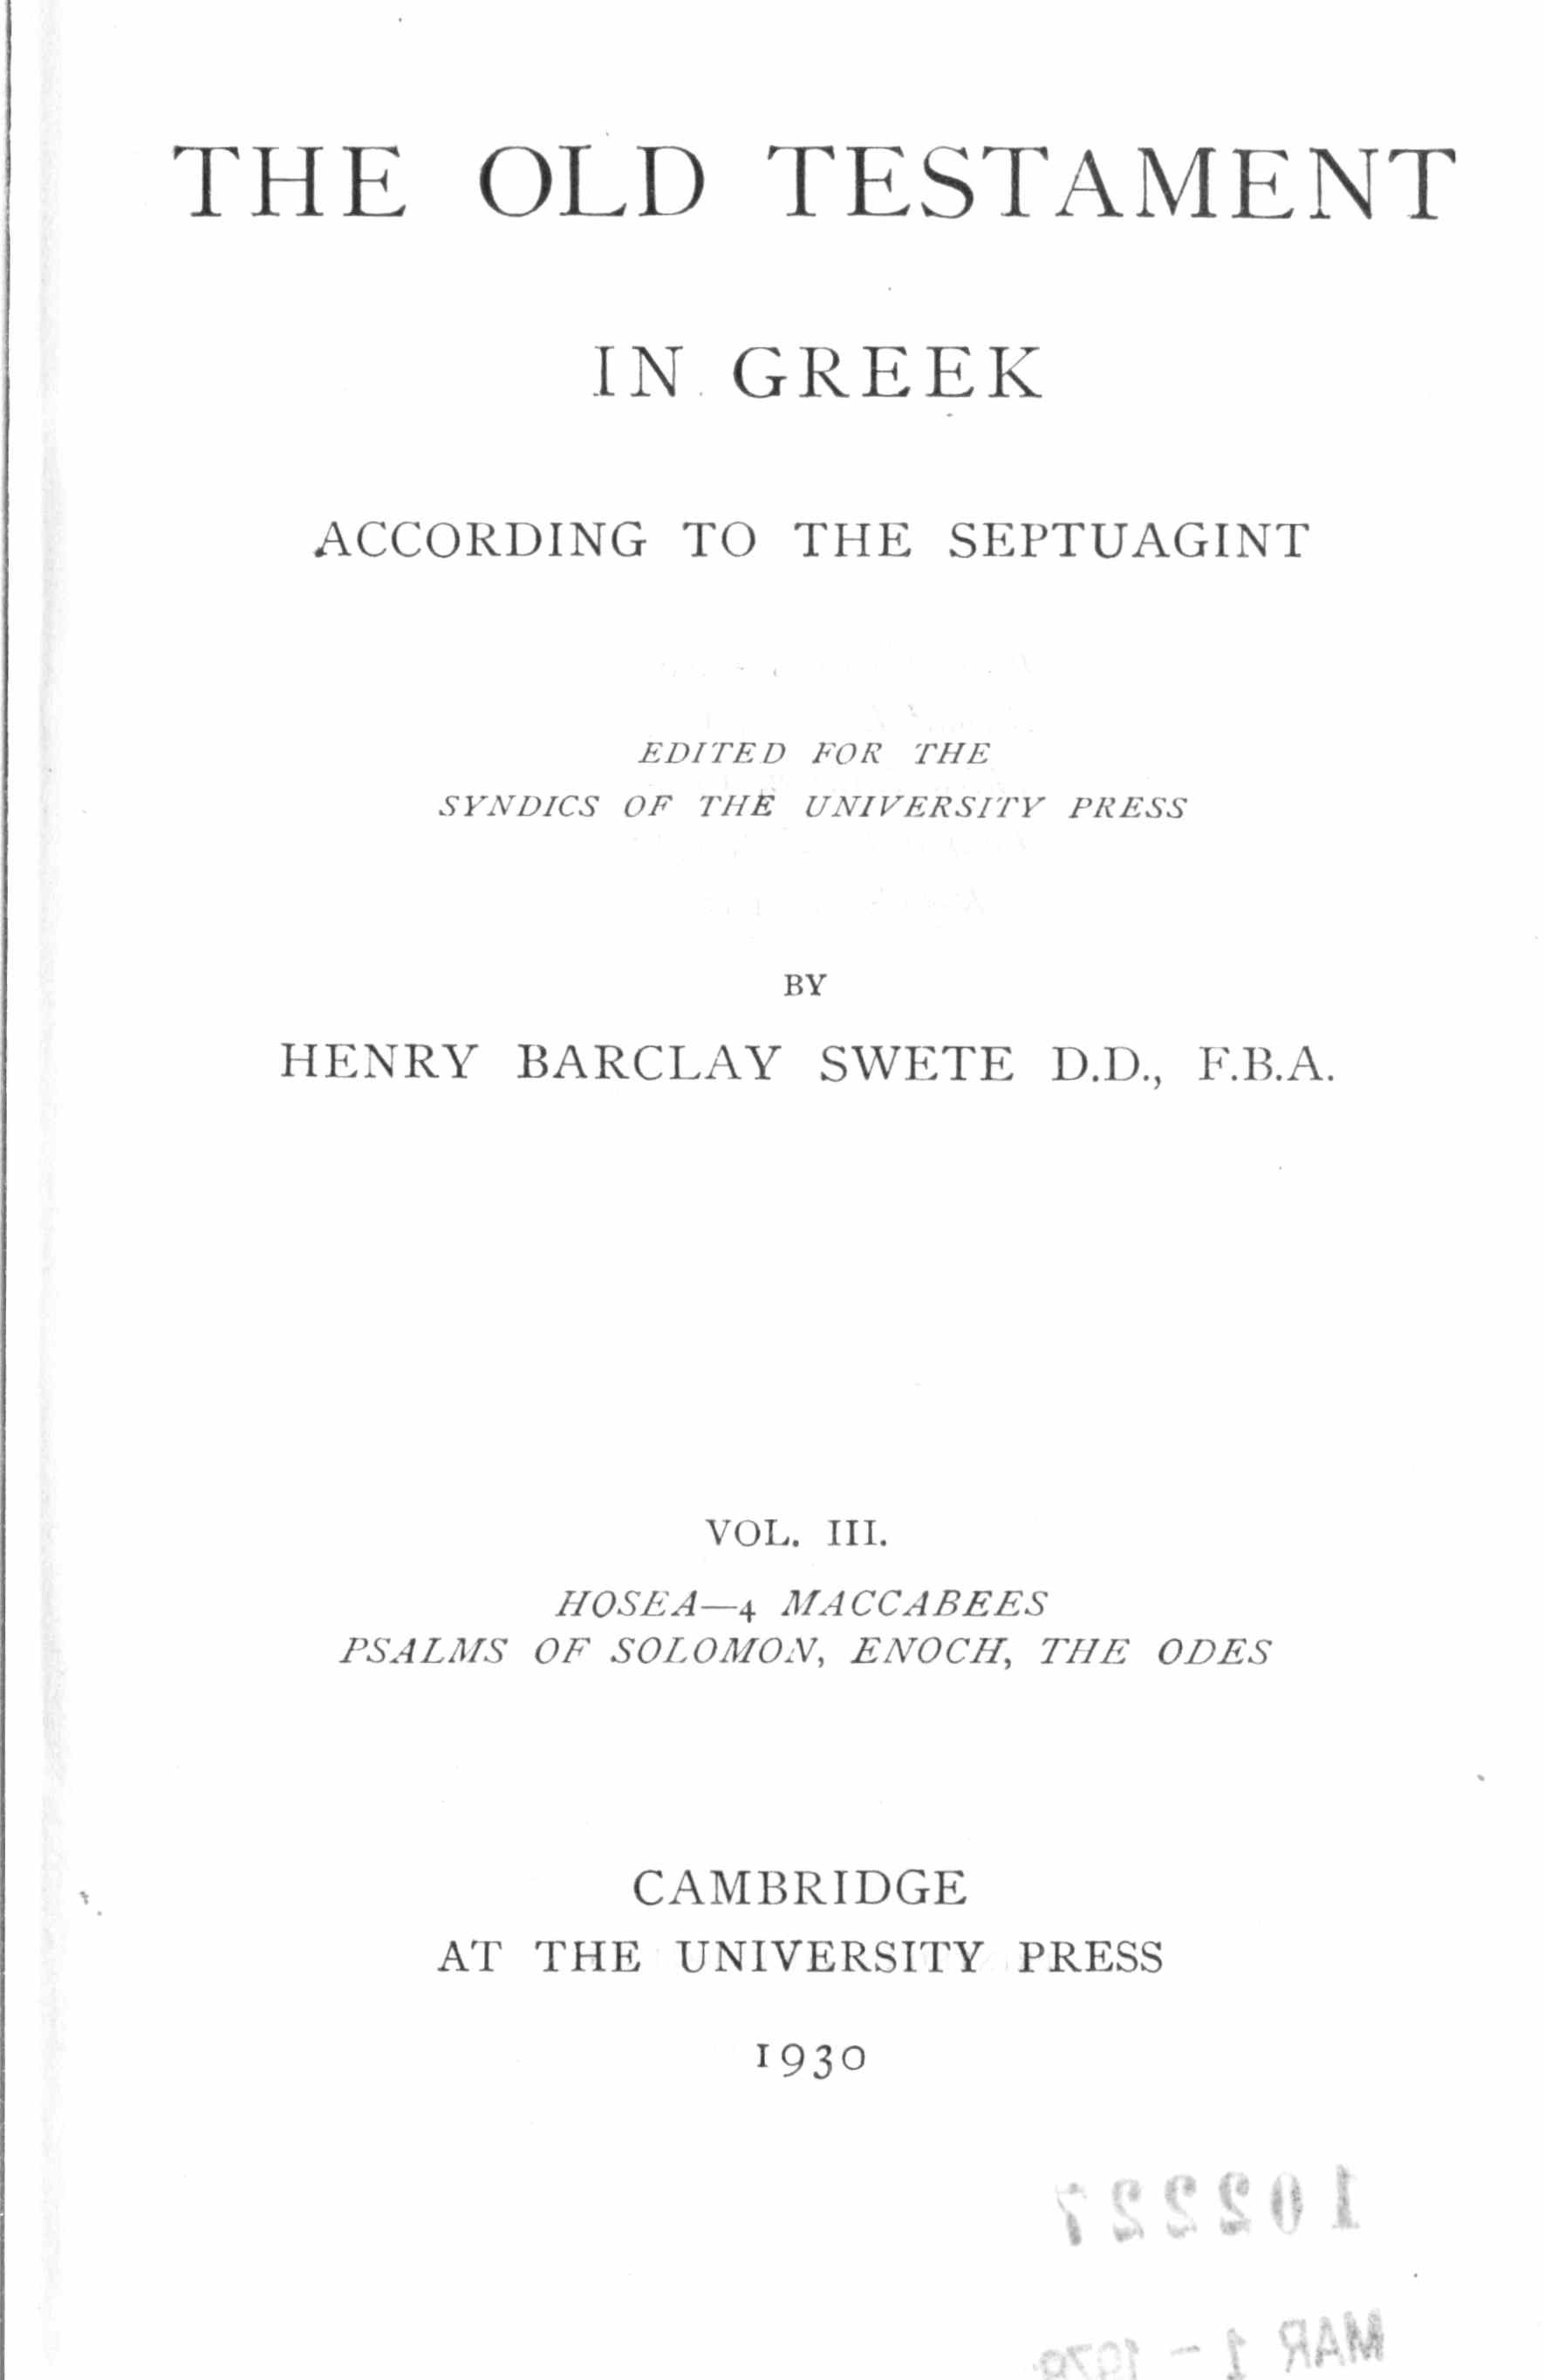 THE OLD TESTAMENT
IN GREEK
ACCORDING TO THE SEPTUAGINT
EDITED FOR THE
SYNDICS OF THE UNIVERSITY PRESS
BY
HENRY BARCLAY SWETE D.D., F.B.A.
VOL. III.
HOSEA—4 MACCABEES
PSALMS OF SOLOMON, ENOCH, THE ODES
CAMBRIDGE
AT THE UNIVERSITY PRESS
1930
102227
MAR 1 - 1979